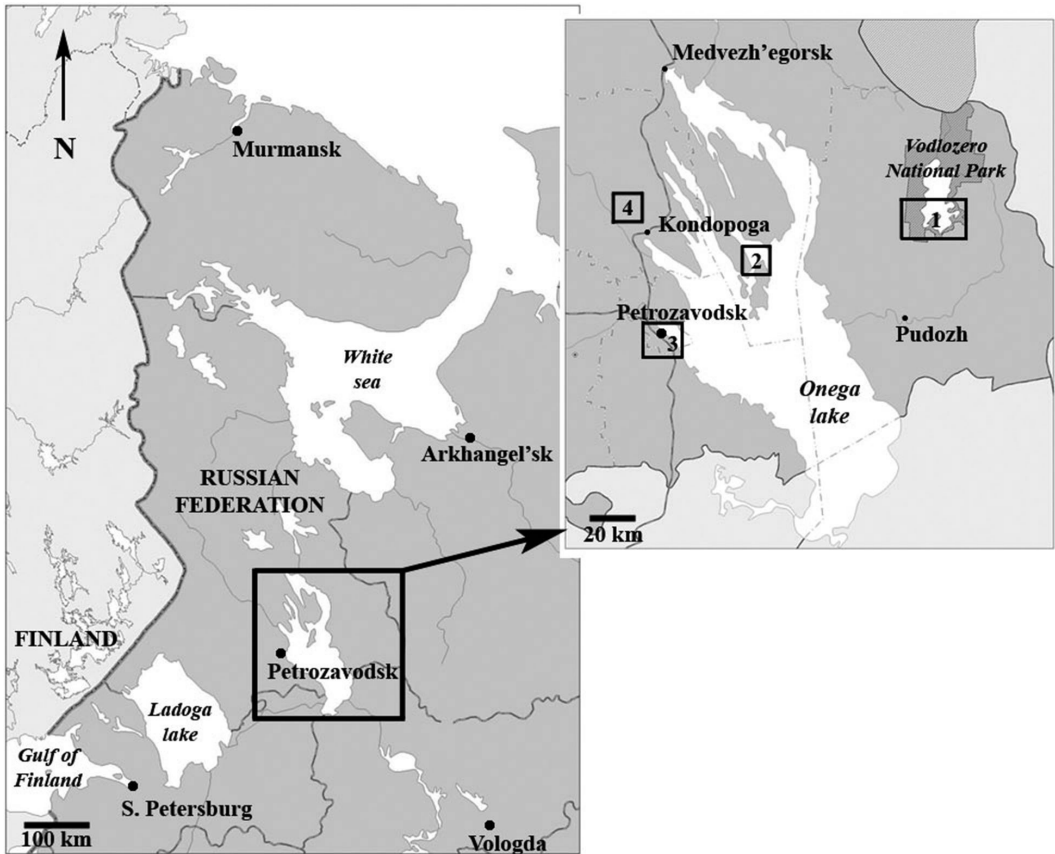 N
Murmansk
White
sea
Arkhangel'sk
RUSSIAN
FEDERATION
FINLAND
Petrozavodsk
Ladoga
lake
Gulf of
Finland
S. Petersburg
Vologda
100 km
Medvezh'egorsk
Vodlozero
National Park
1
4
Kondopoga
2
Petrozavodsk
3
Pudozh
Onega
lake
20 km